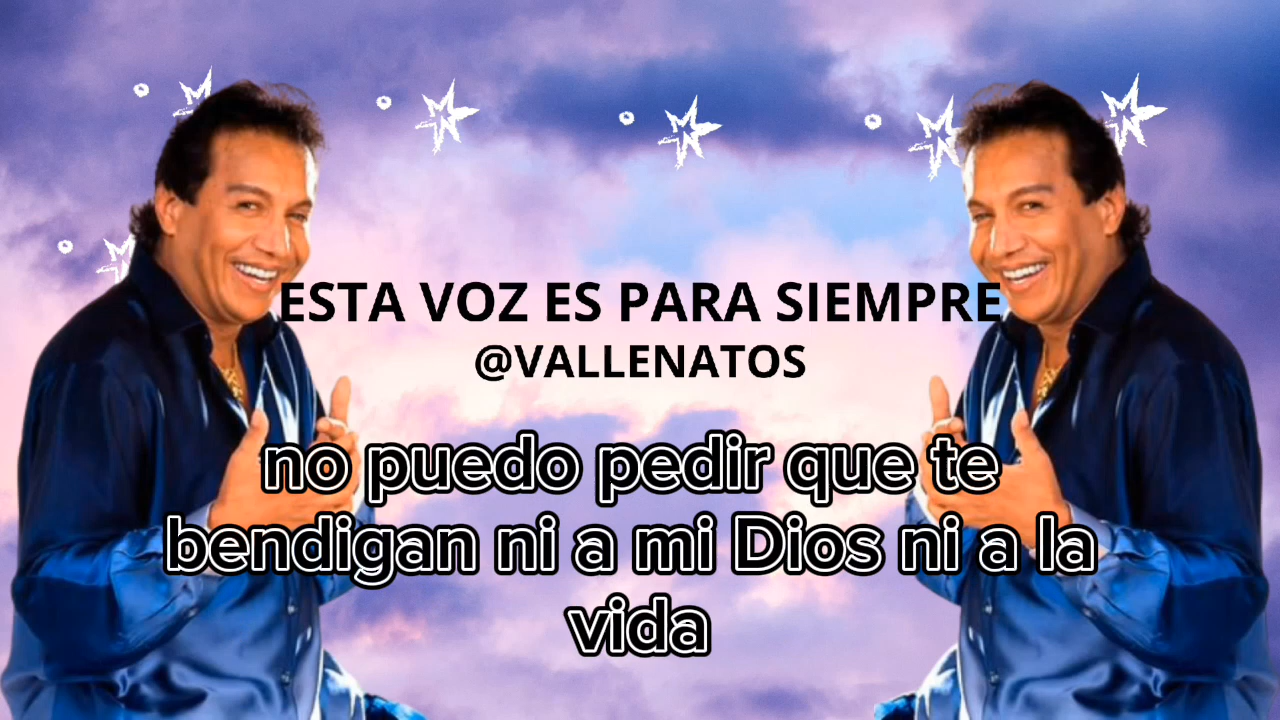 ESTA VOZ ES PARA SIEMPRE
@VALLENATOS
no puedo pedir que te
bendigan ni a mi Dios ni a la
vida